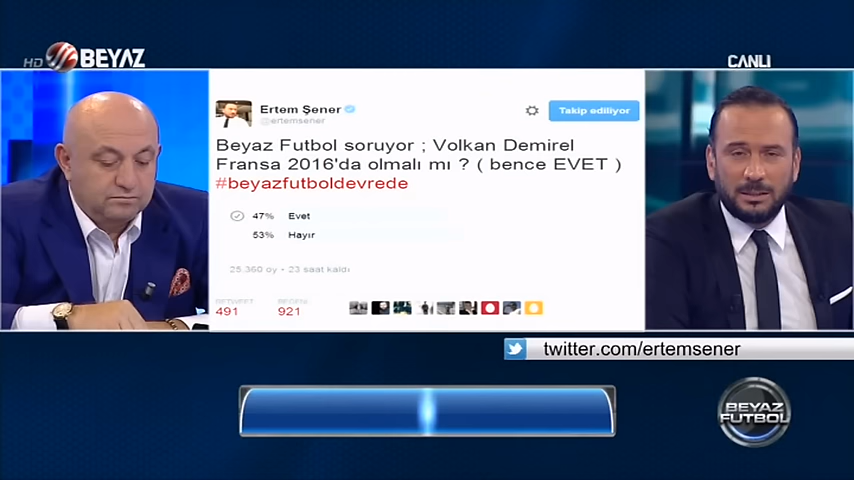 HD BEYAZ
CANLI
Ertem Şener
@ertemsener
Takip ediliyor
Beyaz Futbol soruyor ; Volkan Demirel
Fransa 2016'da olmalı mı ? ( bence EVET )
#beyazfutboldevrede
47% Evet
53% Hayır
25.360 oy • 23 saat kaldı
RETWEET BEĞENİ
491 921
twitter.com/ertemsener
BEYAZ
FUTBOL